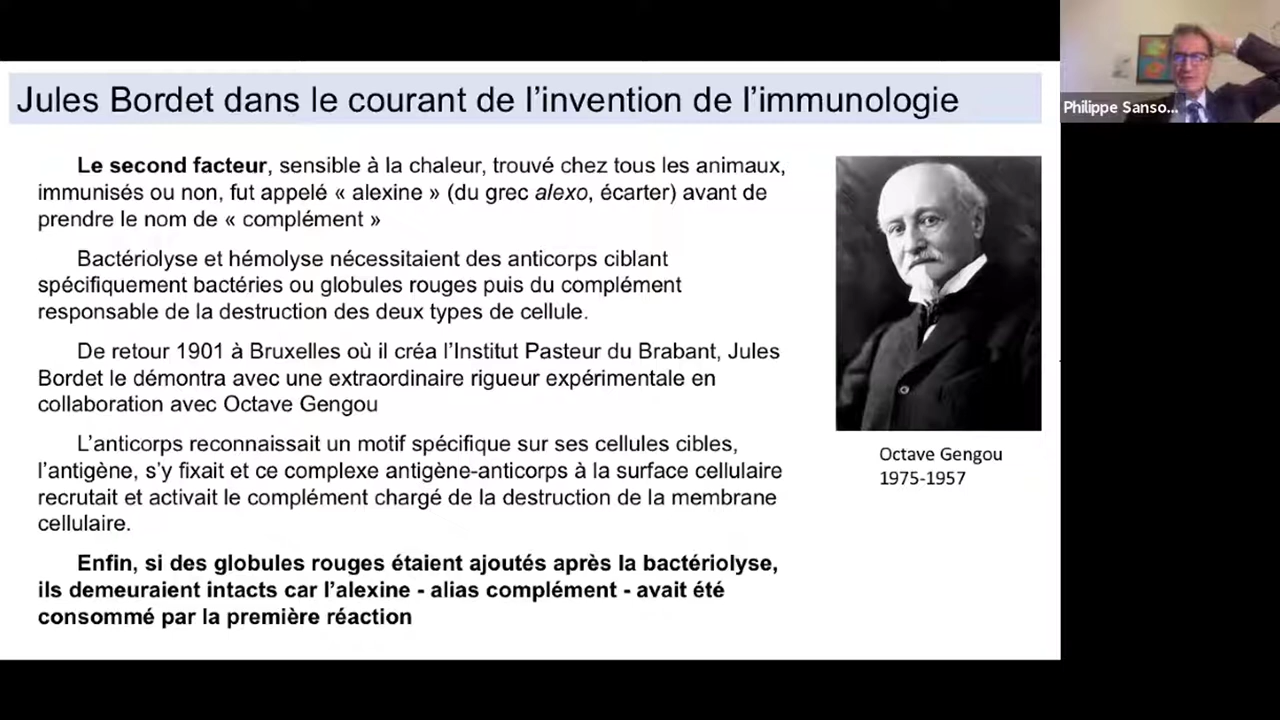 Jules Bordet dans le courant de l’invention de l’immunologie
Le second facteur, sensible à la chaleur, trouvé chez tous les animaux,
immunisés ou non, fut appelé « alexine » (du grec alexo, écarter) avant de
prendre le nom de « complément »
Bactériolyse et hémolyse nécessitaient des anticorps ciblant
spécifiquement bactéries ou globules rouges puis du complément
responsable de la destruction des deux types de cellule.
De retour 1901 à Bruxelles où il créa l’Institut Pasteur du Brabant, Jules
Bordet le démontra avec une extraordinaire rigueur expérimentale en
collaboration avec Octave Gengou
L’anticorps reconnaissait un motif spécifique sur ses cellules cibles,
l’antigène, s’y fixait et ce complexe antigène-anticorps à la surface cellulaire
recrutait et activait le complément chargé de la destruction de la membrane
cellulaire.
Enfin, si des globules rouges étaient ajoutés après la bactériolyse,
ils demeuraient intacts car l’alexine - alias complément - avait été
consommé par la première réaction
Octave Gengou
1975-1957
Philippe Sanso...